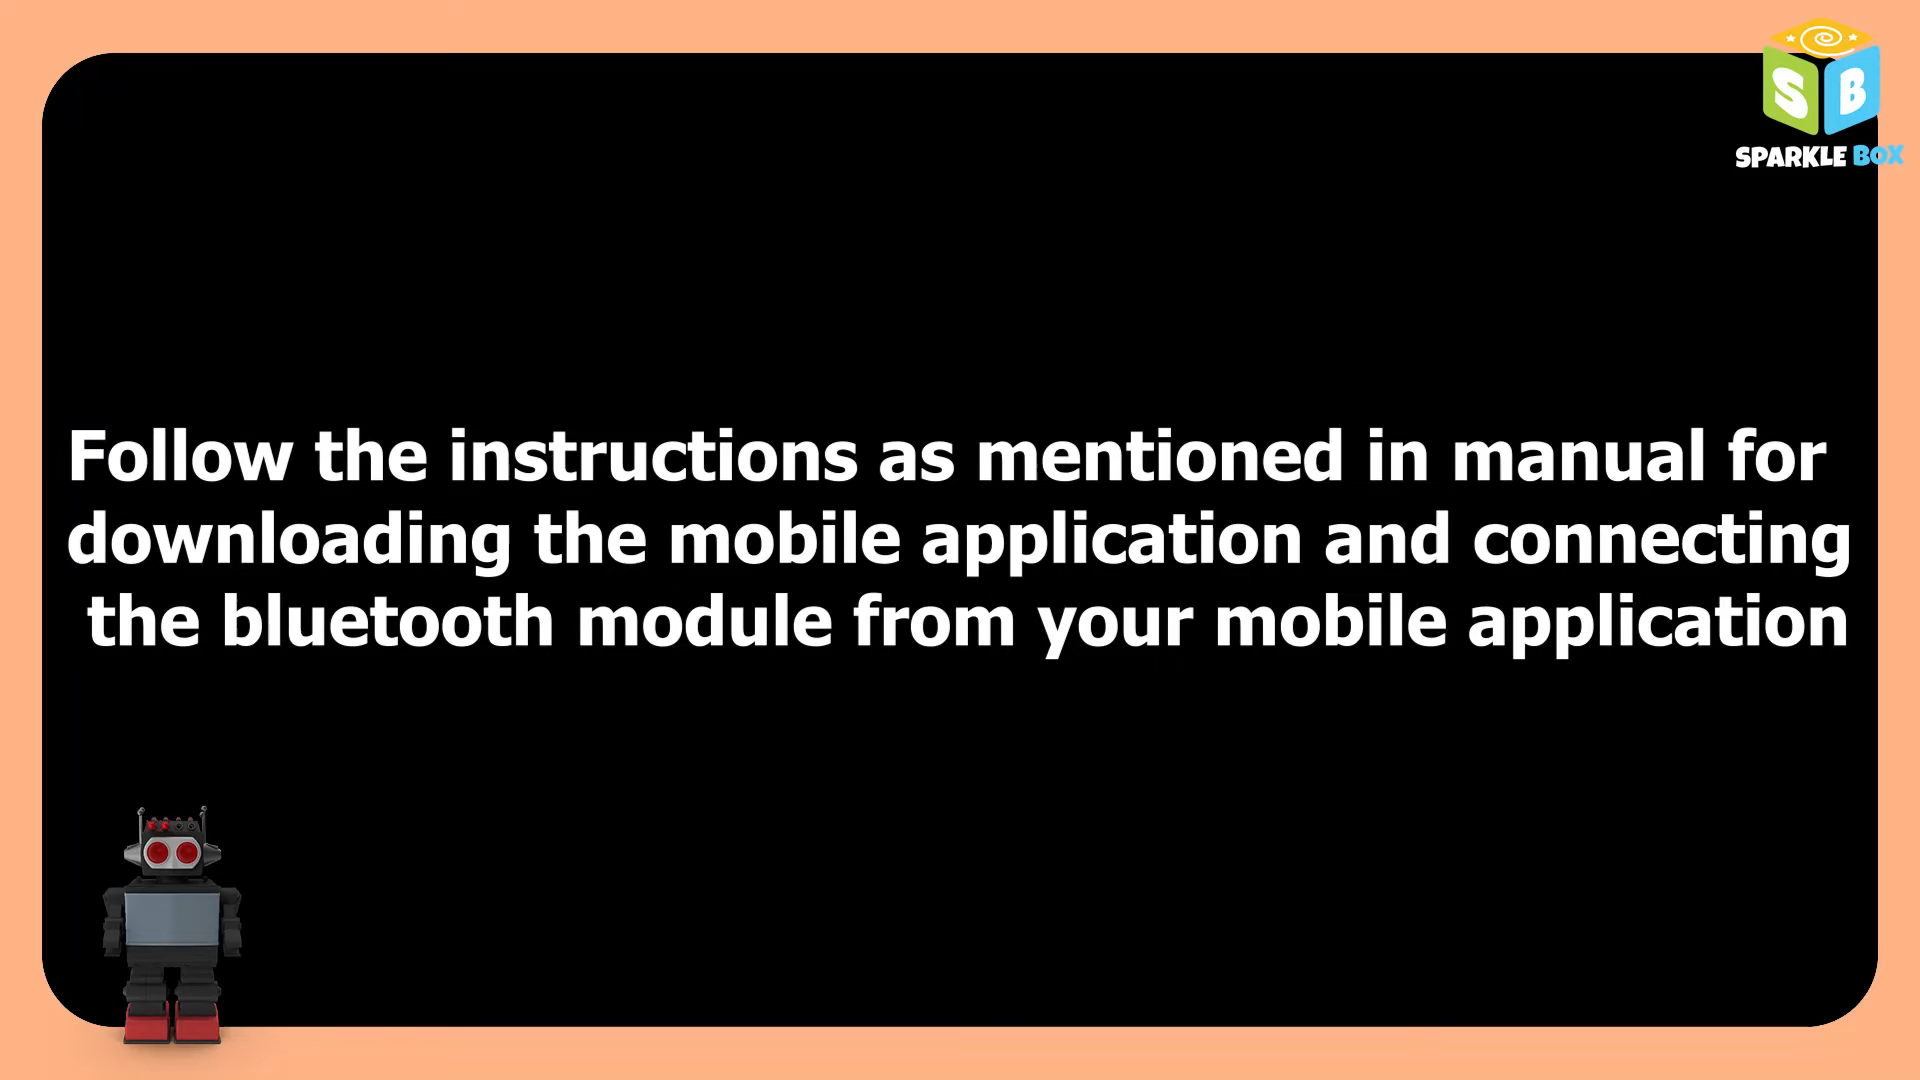 S B
SPARKLE BOX
Follow the instructions as mentioned in manual for
downloading the mobile application and connecting
the bluetooth module from your mobile application